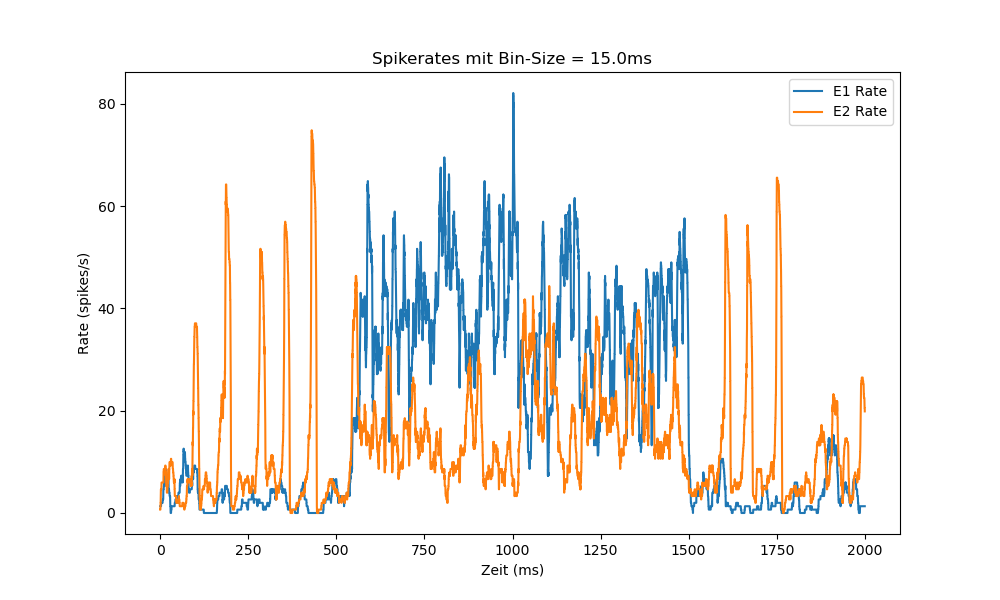 Spikerates mit Bin-Size = 15.0ms
E1 Rate
E2 Rate
Rate (spikes/s)
80
60
40
20
0
0 250 500 750 1000 1250 1500 1750 2000
Zeit (ms)